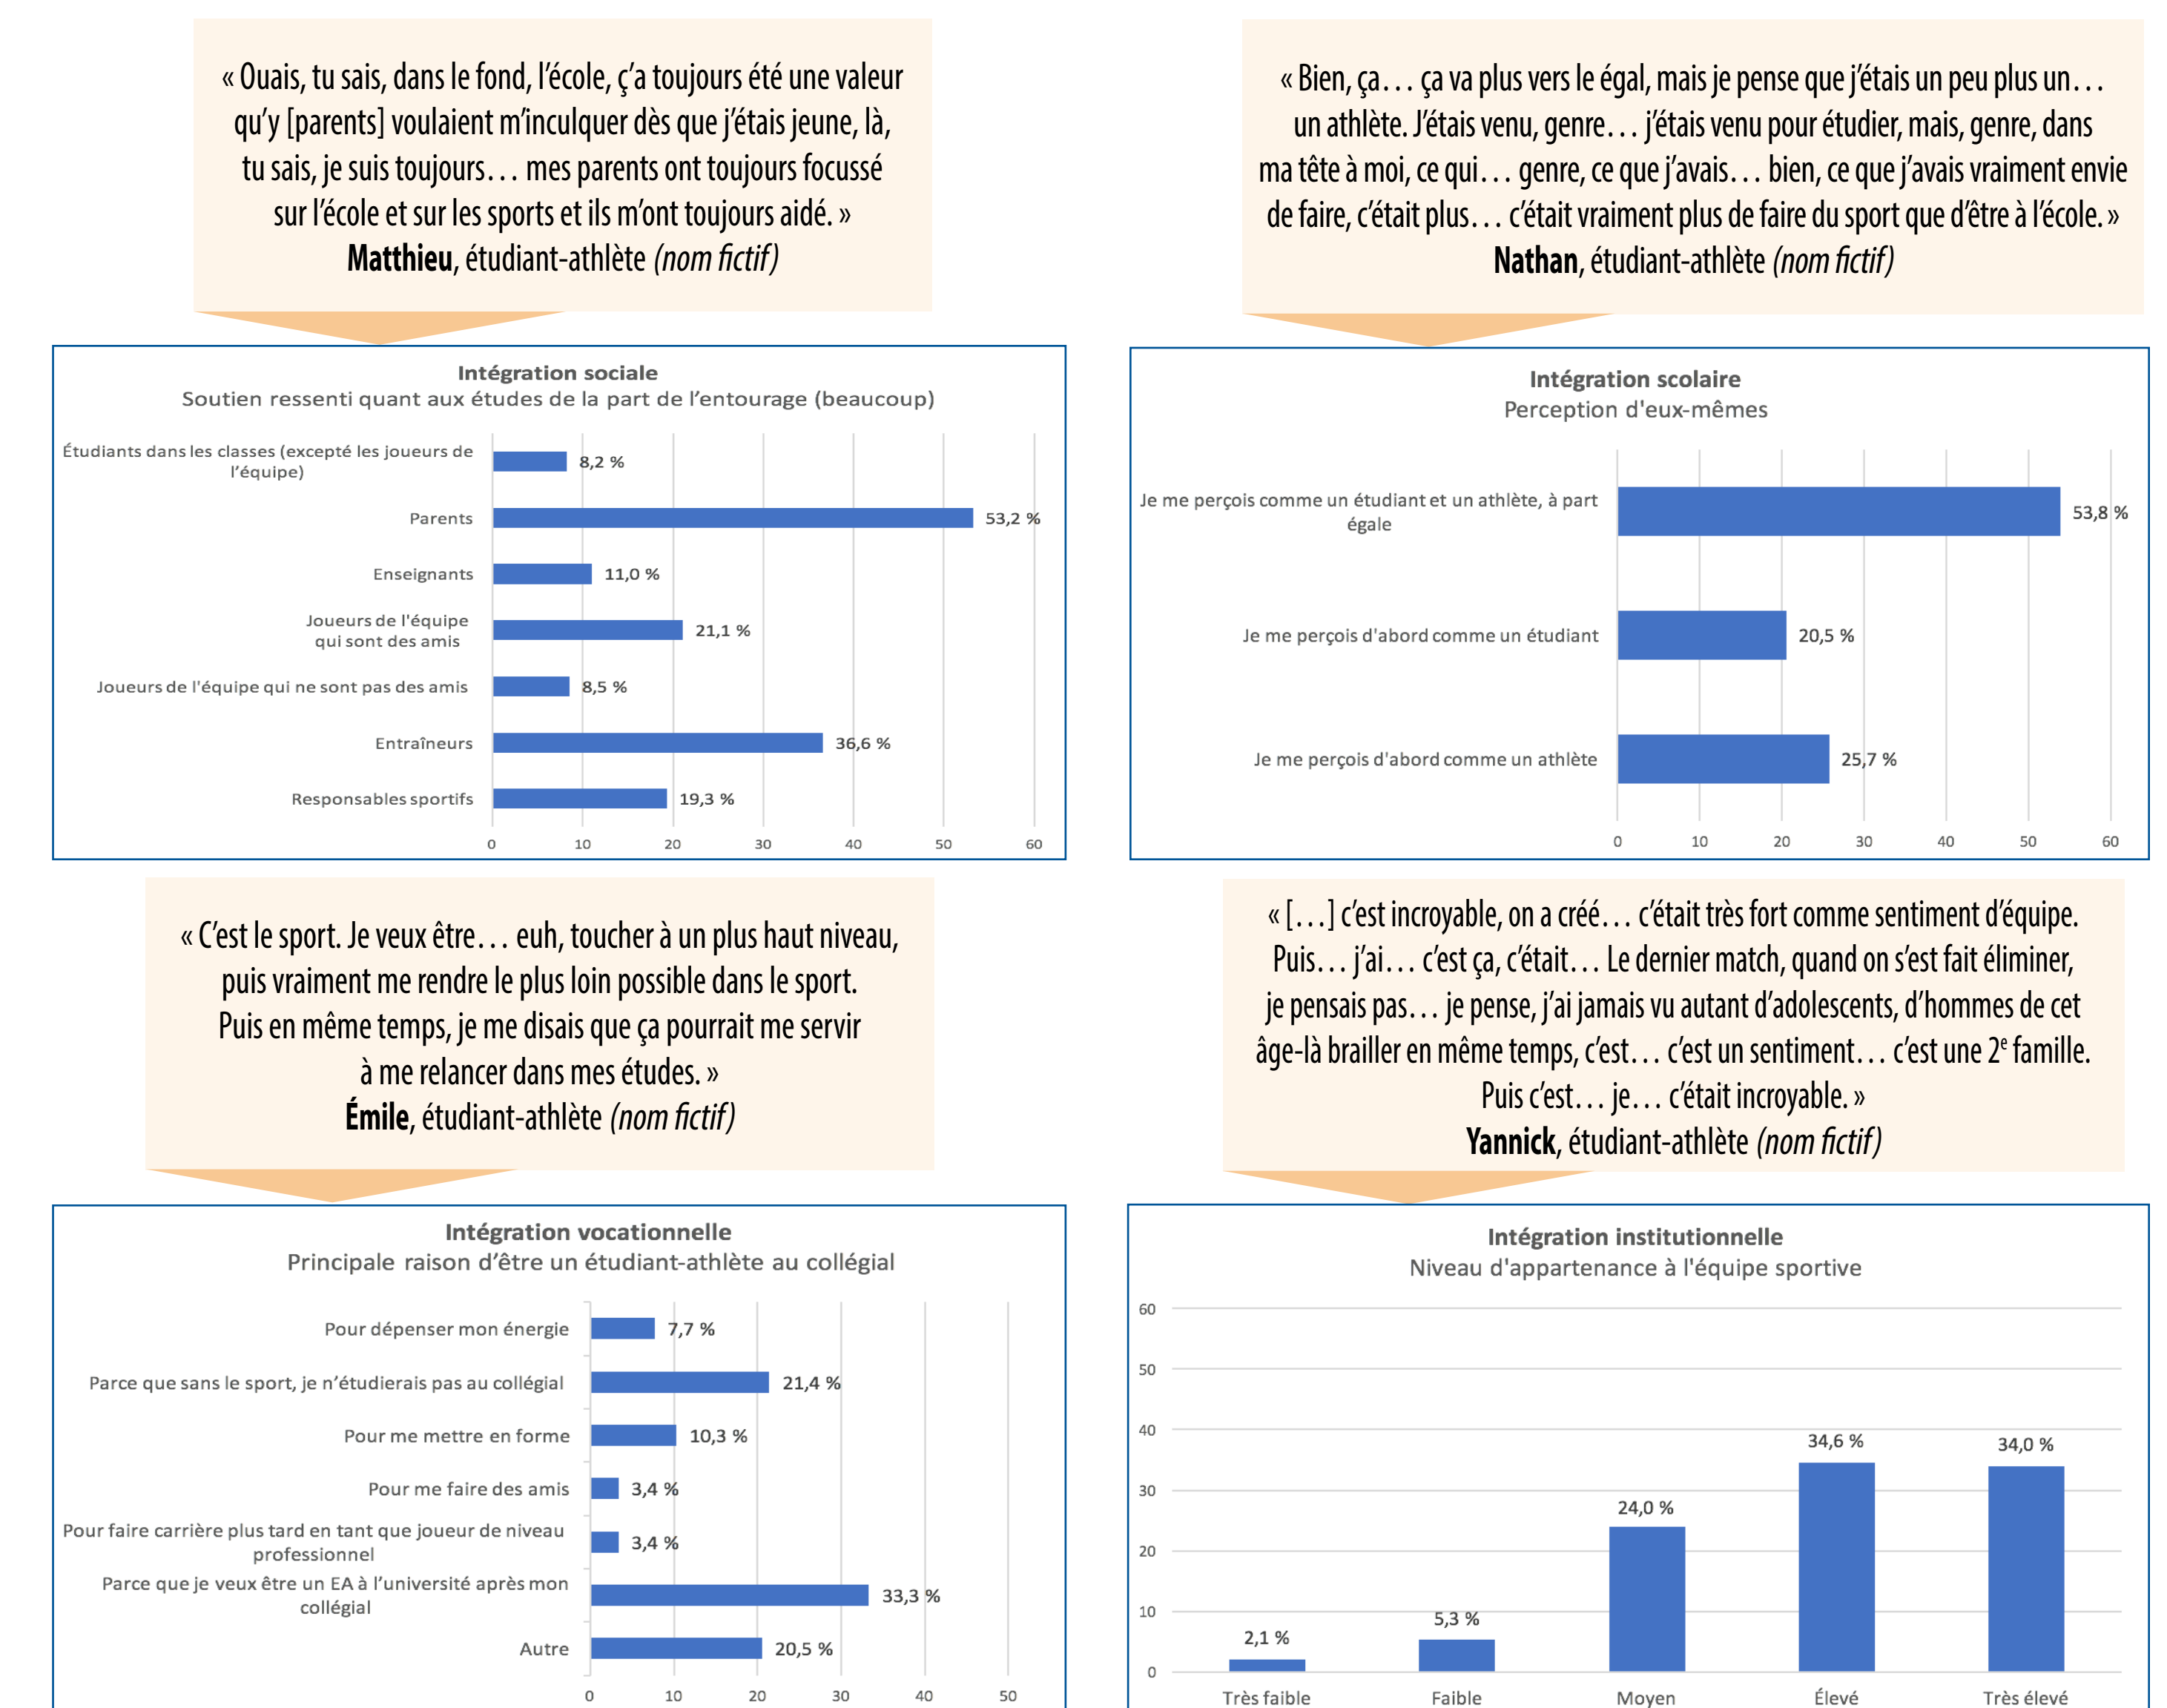 « Ouais, tu sais, dans le fond, l’école, ç’a toujours été une valeur
qu’y [parents] voulaient m’inculquer dès que j’étais jeune, là,
tu sais, je suis toujours… mes parents ont toujours focussé
sur l’école et sur les sports et ils m’ont toujours aidé. »
Matthieu, étudiant-athlète (nom fictif)
« Bien, ça… ça va plus vers le égal, mais je pense que j’étais un peu plus un…
un athlète. J’étais venu, genre… j’étais venu pour étudier, mais, genre, dans
ma tête à moi, ce qui… genre, ce que j’avais… bien, ce que j’avais vraiment envie
de faire, c’était plus… c’était vraiment plus de faire du sport que d’être à l’école. »
Nathan, étudiant-athlète (nom fictif)
Intégration sociale
Soutien ressenti quant aux études de la part de l’entourage (beaucoup)
Étudiants dans les classes (excepté les joueurs de
l’équipe)
8,2 %
Parents
53,2 %
Enseignants
11,0 %
Joueurs de l'équipe
qui sont des amis
21,1 %
Joueurs de l'équipe qui ne sont pas des amis
8,5 %
Entraîneurs
36,6 %
Responsables sportifs
19,3 %
0 10 20 30 40 50 60
Intégration scolaire
Perception d'eux-mêmes
Je me perçois comme un étudiant et un athlète, à part
égale
53,8 %
Je me perçois d'abord comme un étudiant
20,5 %
Je me perçois d'abord comme un athlète
25,7 %
0 10 20 30 40 50 60
« C’est le sport. Je veux être… euh, toucher à un plus haut niveau,
puis vraiment me rendre le plus loin possible dans le sport.
Puis en même temps, je me disais que ça pourrait me servir
à me relancer dans mes études. »
Émile, étudiant-athlète (nom fictif)
« […] c’est incroyable, on a créé… c’était très fort comme sentiment d’équipe.
Puis… j’ai… c’est ça, c’était… Le dernier match, quand on s’est fait éliminer,
je pensais pas… je pense, j’ai jamais vu autant d’adolescents, d’hommes de cet
âge-là brailler en même temps, c’est… c’est un sentiment… c’est une 2e famille.
Puis c’est… je… c’était incroyable. »
Yannick, étudiant-athlète (nom fictif)
Intégration vocationnelle
Principale raison d’être un étudiant-athlète au collégial
Pour dépenser mon énergie
7,7 %
Parce que sans le sport, je n’étudierais pas au collégial
21,4 %
Pour me mettre en forme
10,3 %
Pour me faire des amis
3,4 %
Pour faire carrière plus tard en tant que joueur de niveau
professionnel
3,4 %
Parce que je veux être un EA à l’université après mon
collégial
33,3 %
Autre
20,5 %
0 10 20 30 40 50
Intégration institutionnelle
Niveau d'appartenance à l'équipe sportive
60
50
40
30
20
10
0
2,1 %
5,3 %
24,0 %
34,6 %
34,0 %
Très faible Faible Moyen Élevé Très élevé